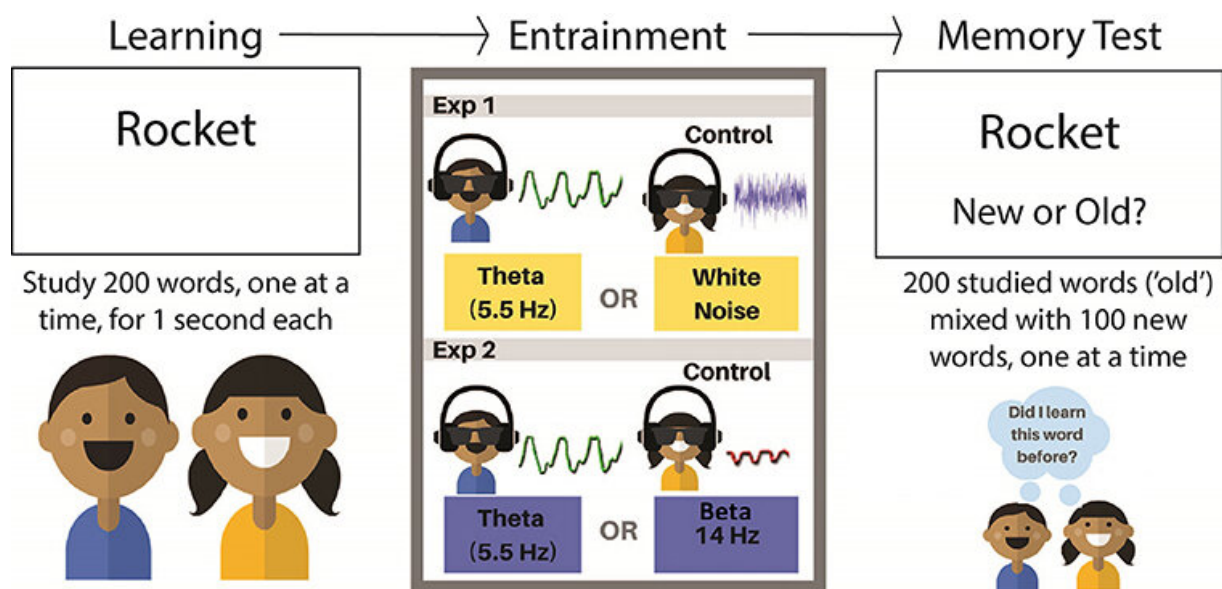 Learning
Entrainment
Memory Test
Rocket
Study 200 words, one at a
time, for 1 second each
Exp 1
Control
Theta
(5.5 Hz)
OR
White
Noise
Exp 2
Control
Theta
(5.5 Hz)
OR
Beta
14 Hz
Rocket
New or Old?
200 studied words ('old')
mixed with 100 new
words, one at a time
Did I learn
this word
before?